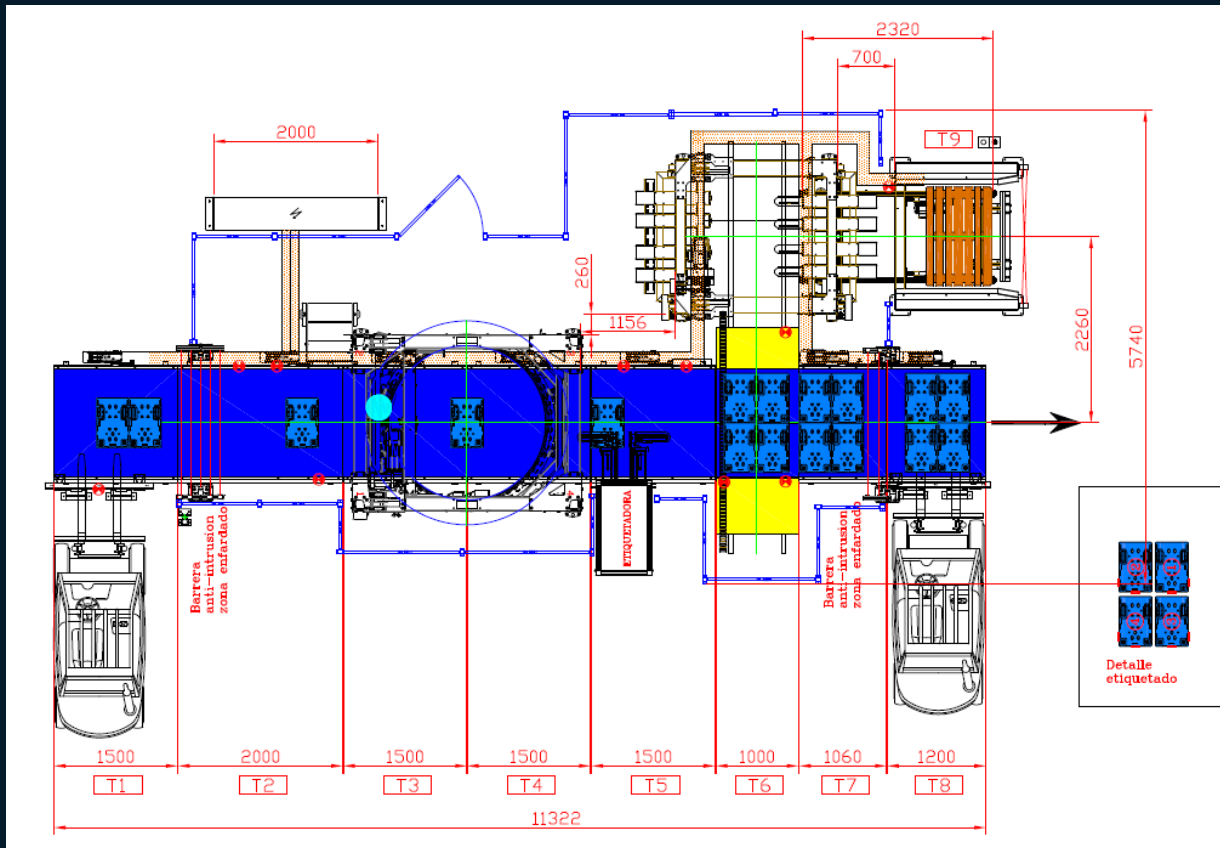 2320
700
T9
2000
260
1156
2260
5740
Barrera
anti-intrusion
zona enfardado
ETIQUETADORA
Barrera
anti-intrusion
zona enfardado
Detalle
etiquetado
1500
2000
1500
1500
1500
1000
1060
1200
T1
T2
T3
T4
T5
T6
T7
T8
11322